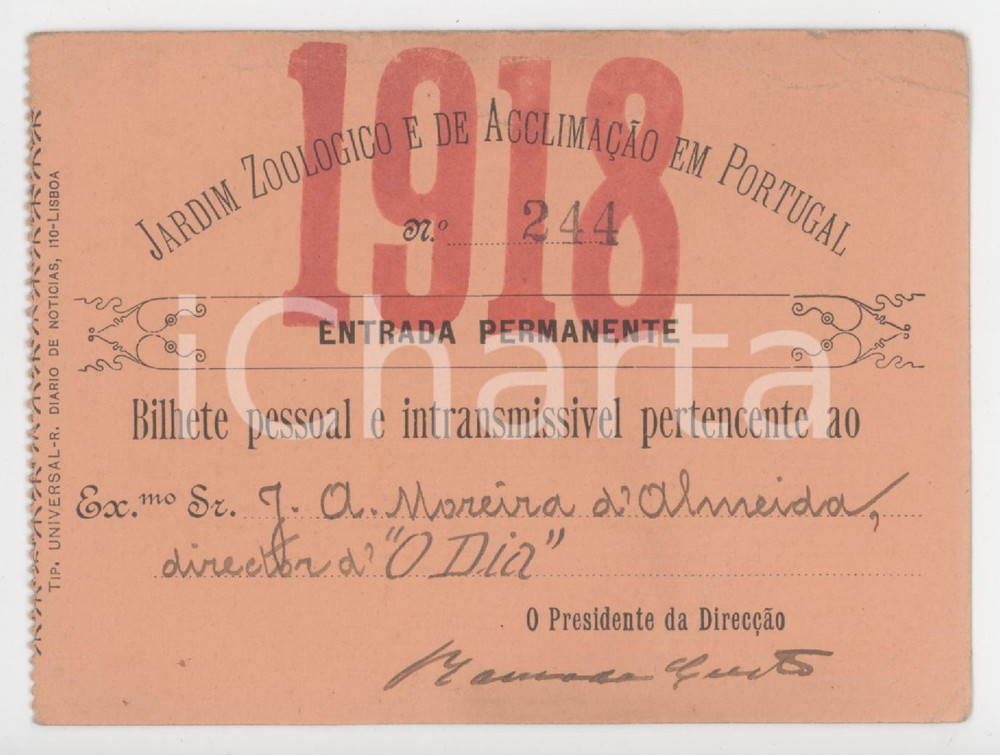 1918
JARDIM ZOOLOGICO E DE ACCLIMAÇÃO EM PORTUGAL
N.º 244
ENTRADA PERMANENTE
iCharta
Bilhete pessoal e intransmissivel pertencente ao
Ex.mo Sr. J. A. Moreira d'Almeida,
director d' "O Dia"
O Presidente da Direcção
TIP. UNIVERSAL-R. DIARIO DE NOTICIAS, 110-LISBOA